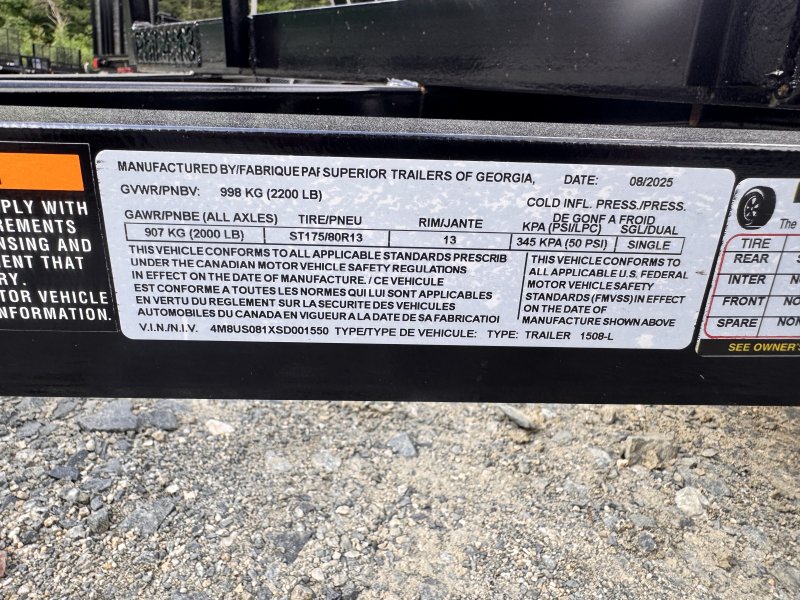 MANUFACTURED BY/FABRIQUE PAR SUPERIOR TRAILERS OF GEORGIA, DATE: 08/2025
GVWR/PNBV: 998 KG (2200 LB)
COLD INFL. PRESS./PRESS.
DE GONF A FROID
GAWR/PNBE (ALL AXLES) TIRE/PNEU RIM/JANTE KPA (PSI/LPC) SGL/DUAL
907 KG (2000 LB) ST175/80R13 13 345 KPA (50 PSI) SINGLE
THIS VEHICLE CONFORMS TO ALL APPLICABLE STANDARDS PRESCRIB
UNDER THE CANADIAN MOTOR VEHICLE SAFETY REGULATIONS
IN EFFECT ON THE DATE OF MANUFACTURE. / CE VEHICULE
EST CONFORME A TOUTES LES NORMES QUI LUI SONT APPLICABLES
EN VERTU DU REGLEMENT SUR LA SECURITE DES VEHICULES
AUTOMOBILES DU CANADA EN VIGUEUR A LA DATE DE SA FABRICATIOI
THIS VEHICLE CONFORMS TO
ALL APPLICABLE U.S. FEDERAL
MOTOR VEHICLE SAFETY
STANDARDS (FMVSS) IN EFFECT
ON THE DATE OF
MANUFACTURE SHOWN ABOVE
V.I.N./N.I.V. 4M8US081XSD001550 TYPE/TYPE DE VEHICULE: TYPE: TRAILER 1508-L
PLY WITH
REMENTS
NSING AND
ENT THAT
RY.
TOR VEHICLE
INFORMATION.
The
TIRE
REAR
INTER
FRONT
SPARE NON
SEE OWNER'S